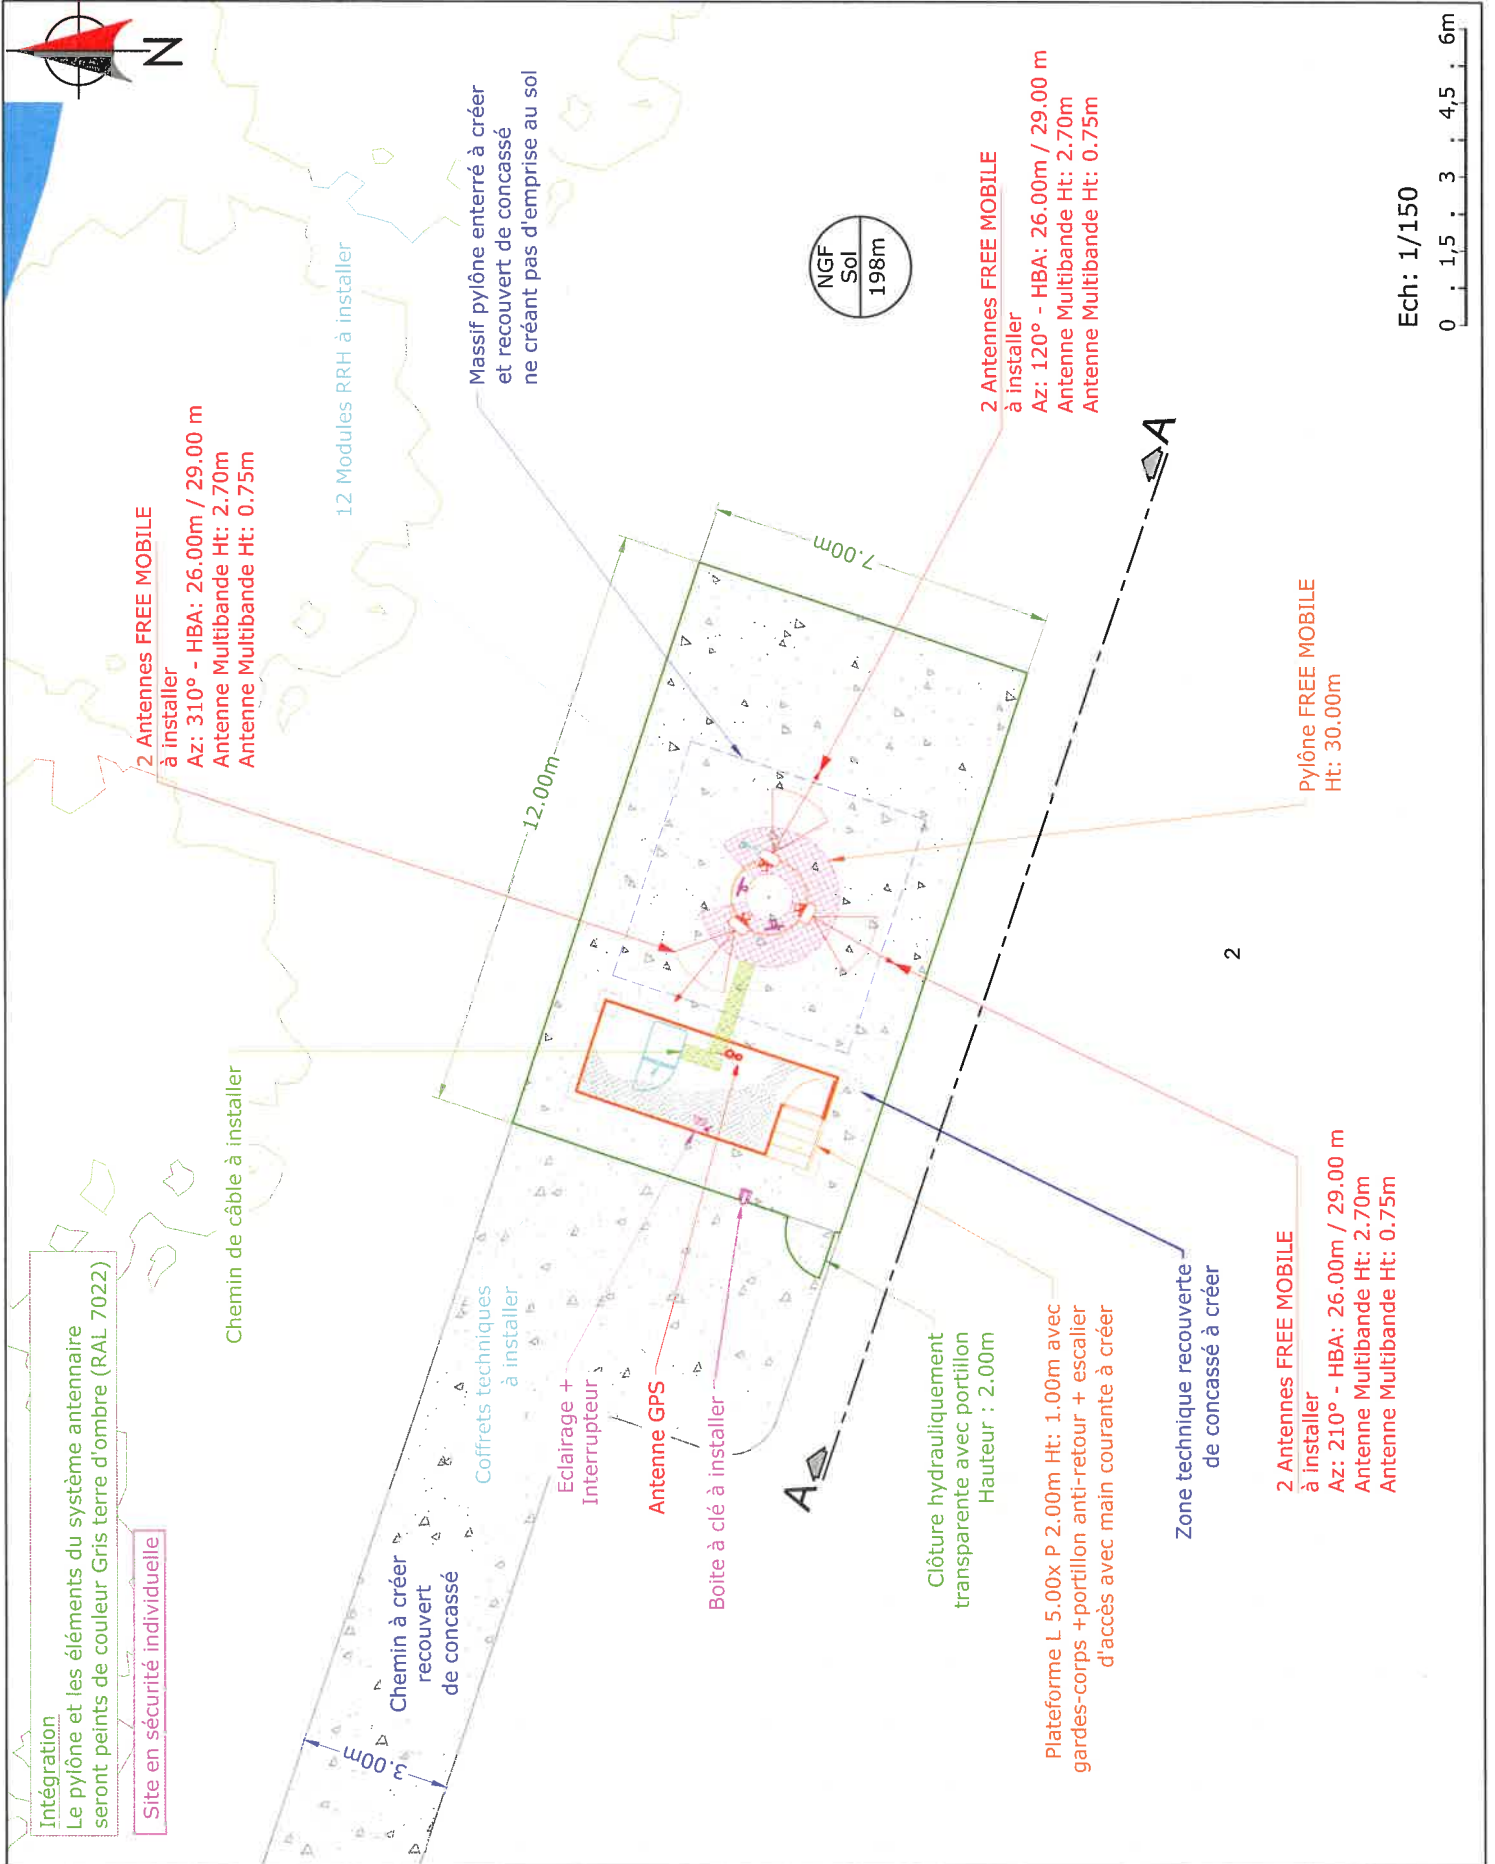 Intégration
Le pylône et les éléments du système antennaire
seront peints de couleur Gris terre d'ombre (RAL 7022)
Site en sécurité individuelle
N
2 Antennes FREE MOBILE
à installer
Az: 310° - HBA: 26.00m / 29.00 m
Antenne Multibande Ht: 2.70m
Antenne Multibande Ht: 0.75m
12 Modules RRH à installer
Chemin de câble à installer
Massif pylône enterré à créer
et recouvert de concassé
ne créant pas d'emprise au sol
12.00m
7.00m
3.00m
Chemin à créer
recouvert
de concassé
Coffrets techniques
à installer
Eclairage +
Interrupteur
Antenne GPS
Boite à clé à installer
NGF
Sol
198m
2 Antennes FREE MOBILE
à installer
Az: 120° - HBA: 26.00m / 29.00 m
Antenne Multibande Ht: 2.70m
Antenne Multibande Ht: 0.75m
A
A
Clôture hydrauliquement
transparente avec portillon
Hauteur : 2.00m
Plateforme L 5.00x P 2.00m Ht: 1.00m avec
gardes-corps +portillon anti-retour + escalier
d'accès avec main courante à créer
Zone technique recouverte
de concassé à créer
2
Pylône FREE MOBILE
Ht: 30.00m
2 Antennes FREE MOBILE
à installer
Az: 210° - HBA: 26.00m / 29.00 m
Antenne Multibande Ht: 2.70m
Antenne Multibande Ht: 0.75m
Ech: 1/150
0 1,5 3 4,5 6m